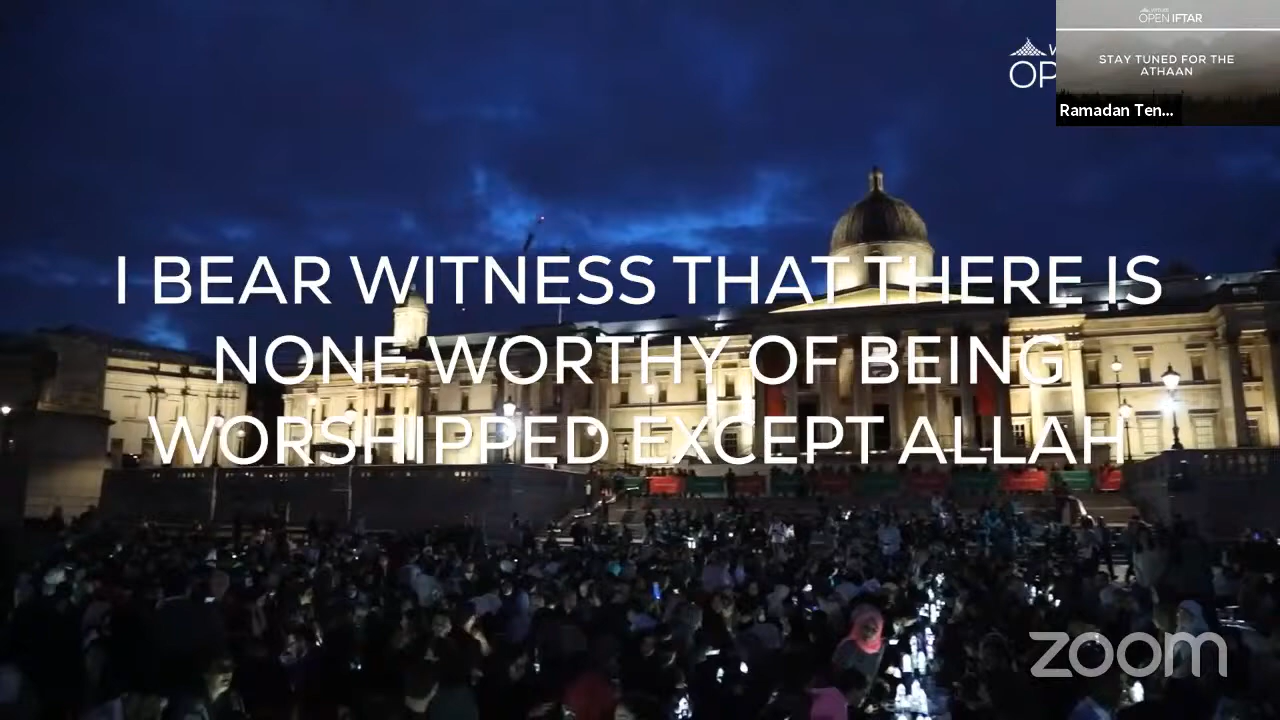 VIRTUAL
OPEN IFTAR
STAY TUNED FOR THE
ATHAAN
Ramadan Ten...
I BEAR WITNESS THAT THERE IS
NONE WORTHY OF BEING
WORSHIPPED EXCEPT ALLAH
zoom